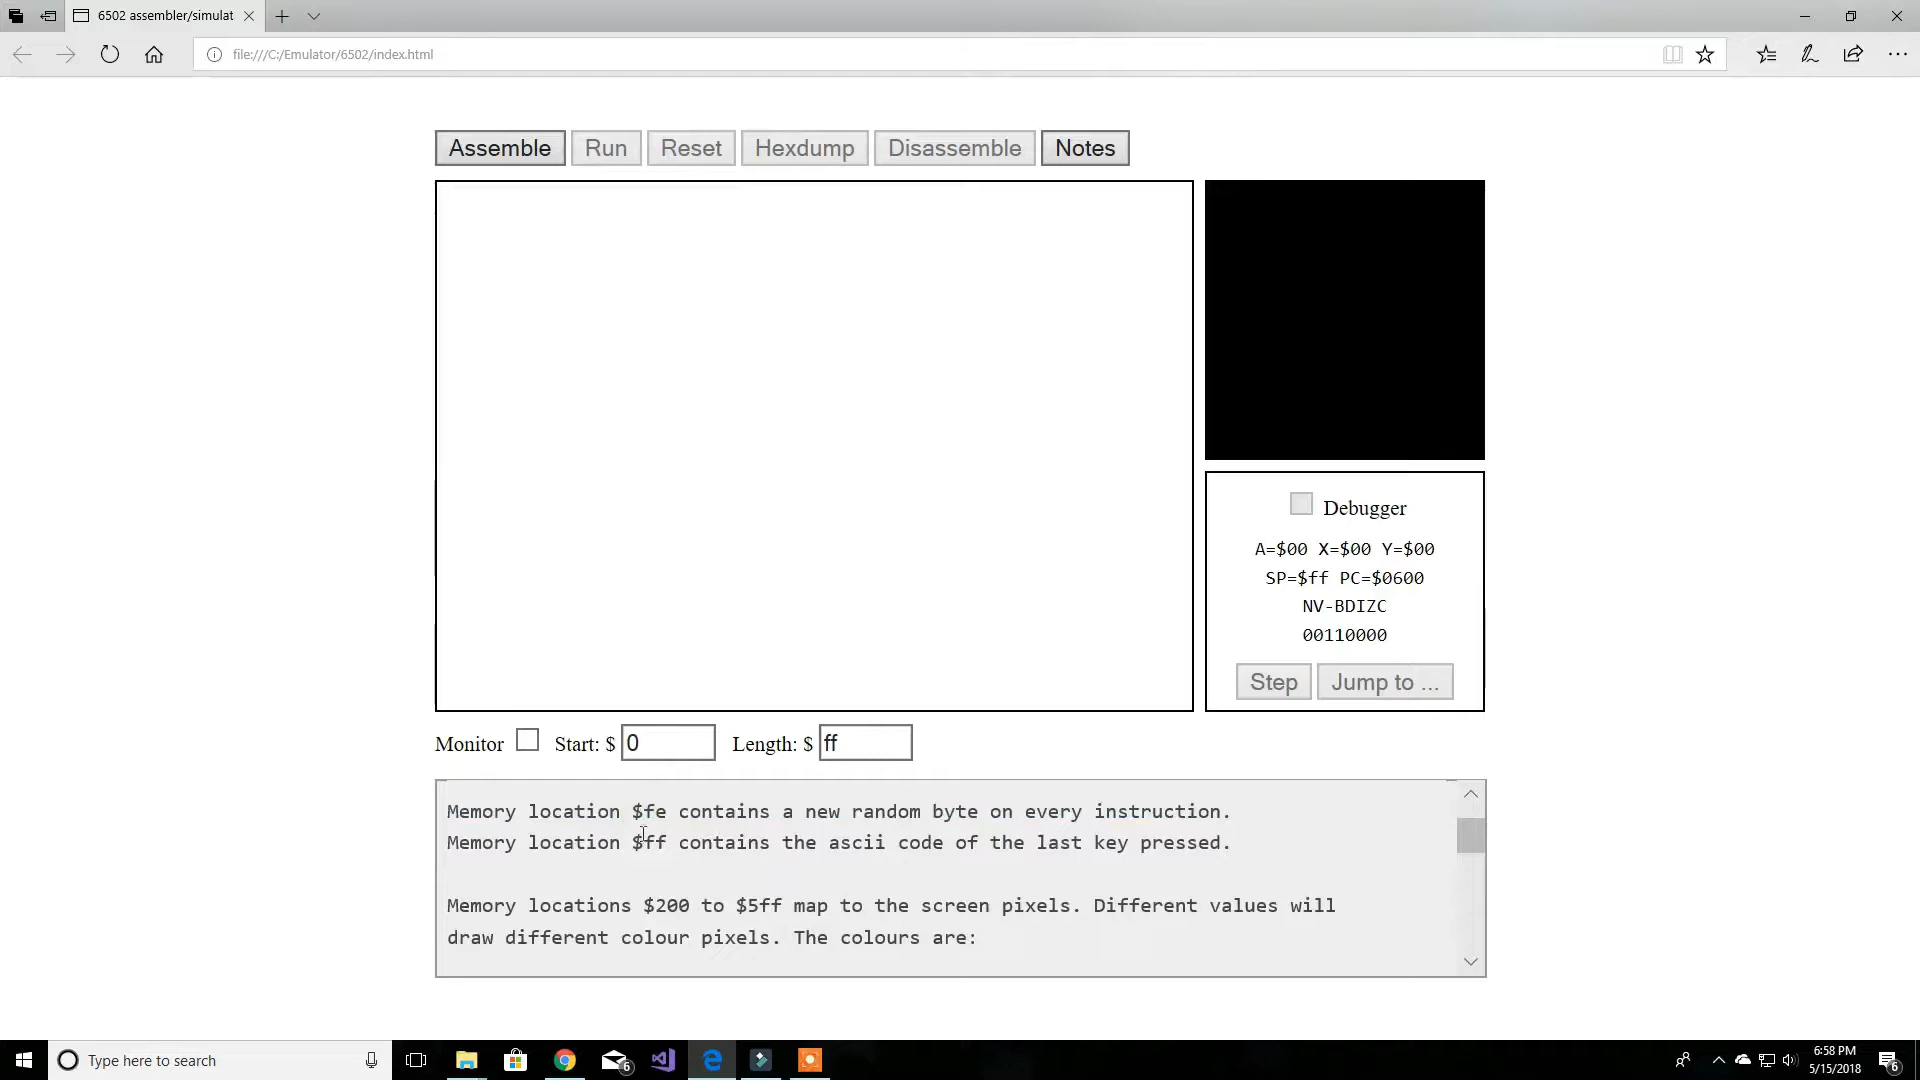 6502 assembler/simulat
file:///C:/Emulator/6502/index.html
Assemble Run Reset Hexdump Disassemble Notes
Debugger
A=$00 X=$00 Y=$00
SP=$ff PC=$0600
NV-BDIZC
00110000
Step Jump to ...
Monitor Start: $ 0 Length: $ ff
Memory location $fe contains a new random byte on every instruction.
Memory location $ff contains the ascii code of the last key pressed.
Memory locations $200 to $5ff map to the screen pixels. Different values will
draw different colour pixels. The colours are:
Type here to search
6
6:58 PM
5/15/2018
6